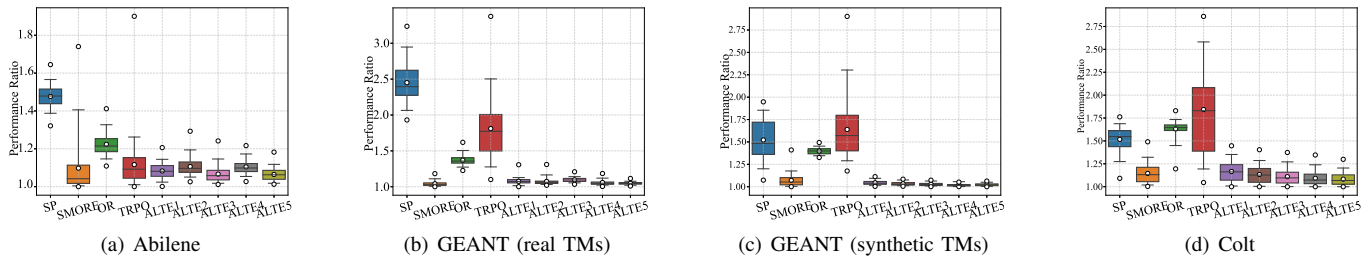 1.8
1.6
1.4
1.2
1.0
Performance Ratio
SP
SMORE
OR
TRPO
ALTE1
ALTE2
ALTE3
ALTE4
ALTE5
(a) Abilene
3.0
2.5
2.0
1.5
1.0
Performance Ratio
SP
SMORE
OR
TRPO
ALTE1
ALTE2
ALTE3
ALTE4
ALTE5
(b) GEANT (real TMs)
2.75
2.50
2.25
2.00
1.75
1.50
1.25
1.00
Performance Ratio
SP
SMORE
OR
TRPO
ALTE1
ALTE2
ALTE3
ALTE4
ALTE5
(c) GEANT (synthetic TMs)
2.75
2.50
2.25
2.00
1.75
1.50
1.25
1.00
Performance Ratio
SP
SMORE
OR
TRPO
ALTE1
ALTE2
ALTE3
ALTE4
ALTE5
(d) Colt